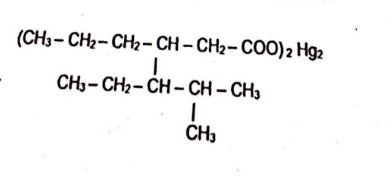 (CH₃ – CH₂ – CH₂ – CH – CH₂ – COO)₂ Hg₂
CH₃ – CH₂ – CH – CH – CH₃
CH₃